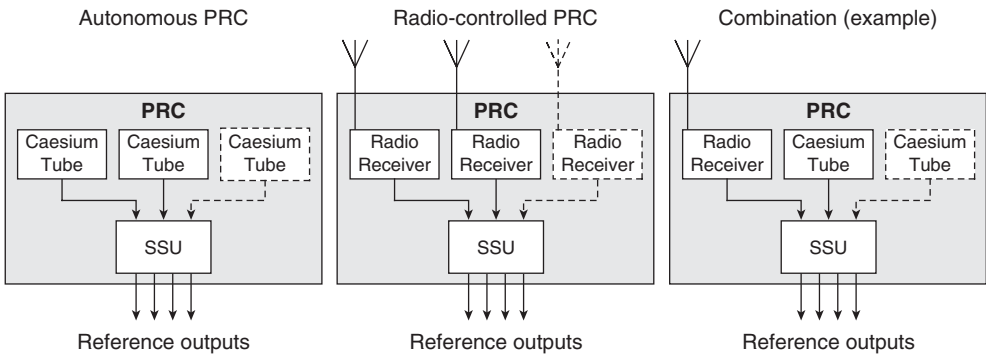 Autonomous PRC
PRC
Caesium
Tube
Caesium
Tube
Caesium
Tube
SSU
Reference outputs
Radio-controlled PRC
PRC
Radio
Receiver
Radio
Receiver
Radio
Receiver
SSU
Reference outputs
Combination (example)
PRC
Radio
Receiver
Caesium
Tube
Caesium
Tube
SSU
Reference outputs